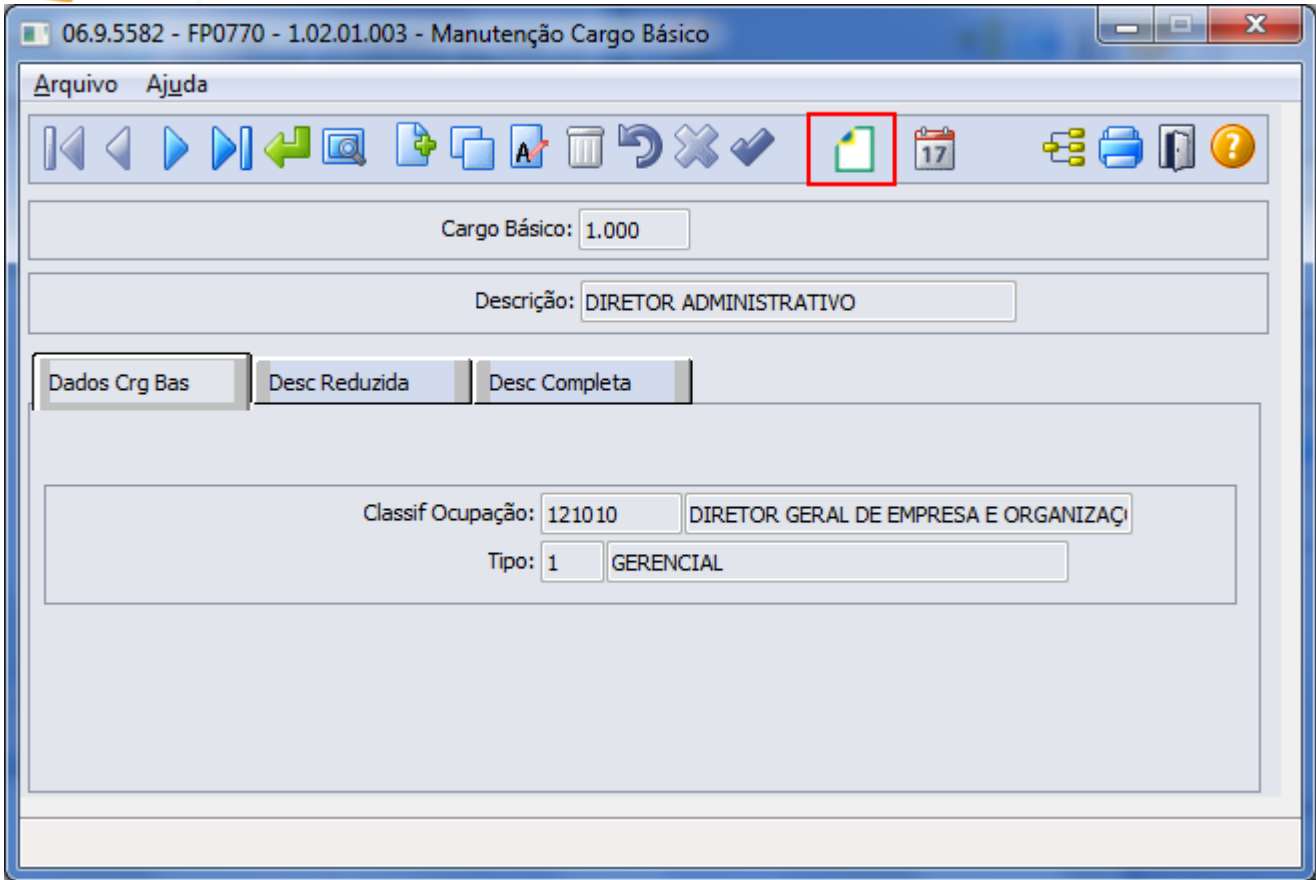 06.9.5582 - FP0770 - 1.02.01.003 - Manutenção Cargo Básico
Arquivo Ajuda
A 17 ?
Cargo Básico: 1.000
Descrição: DIRETOR ADMINISTRATIVO
Dados Crg Bas Desc Reduzida Desc Completa
Classif Ocupação: 121010 DIRETOR GERAL DE EMPRESA E ORGANIZAÇ
Tipo: 1 GERENCIAL